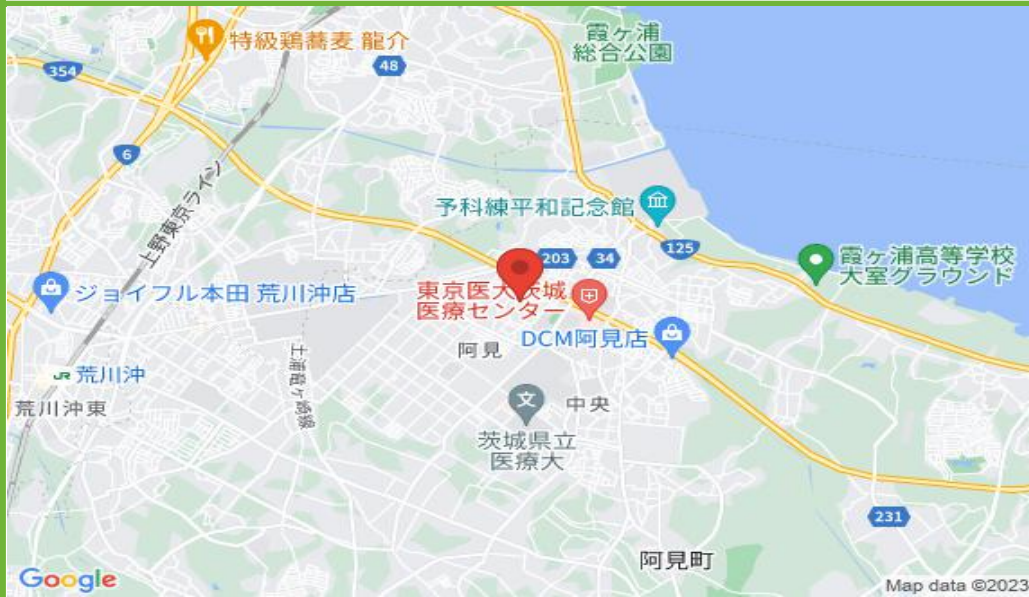 霞ヶ浦
総合公園
特級鶏蕎麦 龍介
48
354
6
上野東京ライン
予科練平和記念館
125
203
34
霞ヶ浦高等学校
大室グラウンド
東京医大茨城
医療センター
ジョイフル本田 荒川沖店
DCM阿見店
阿見
土浦竜ヶ崎線
JR 荒川沖
荒川沖東
中央
茨城県立
医療大
231
阿見町
Google
Map data ©2023